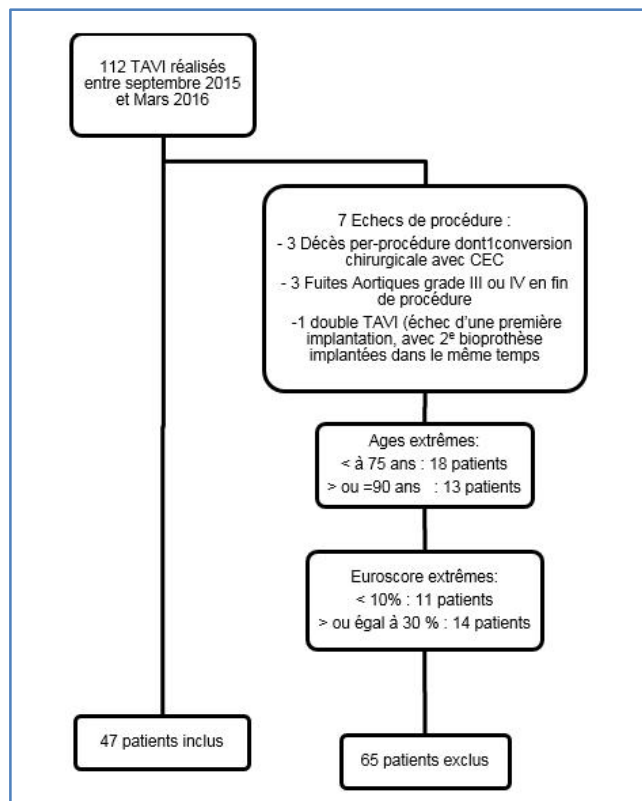 112 TAVI réalisés
entre septembre 2015
et Mars 2016
7 Echecs de procédure :
- 3 Décès per-procédure dont1conversion
chirurgicale avec CEC
- 3 Fuites Aortiques grade III ou IV en fin
de procédure
-1 double TAVI (échec d'une première
implantation, avec 2e bioprothèse
implantées dans le même temps
Ages extrêmes:
< à 75 ans : 18 patients
> ou =90 ans : 13 patients
Euroscore extrêmes:
< 10% : 11 patients
> ou égal à 30 % : 14 patients
47 patients inclus
65 patients exclus